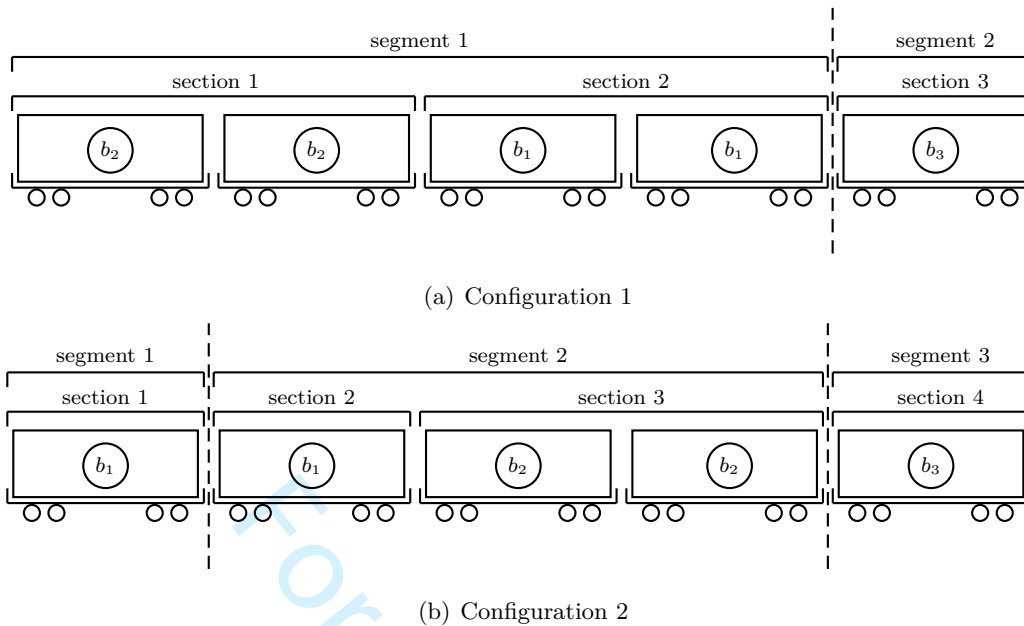 segment 1 segment 2
section 1 section 2 section 3
b₂ b₂ b₁ b₁ b₃
(a) Configuration 1
segment 1 segment 2 segment 3
section 1 section 2 section 3 section 4
b₁ b₁ b₂ b₂ b₃
(b) Configuration 2
For